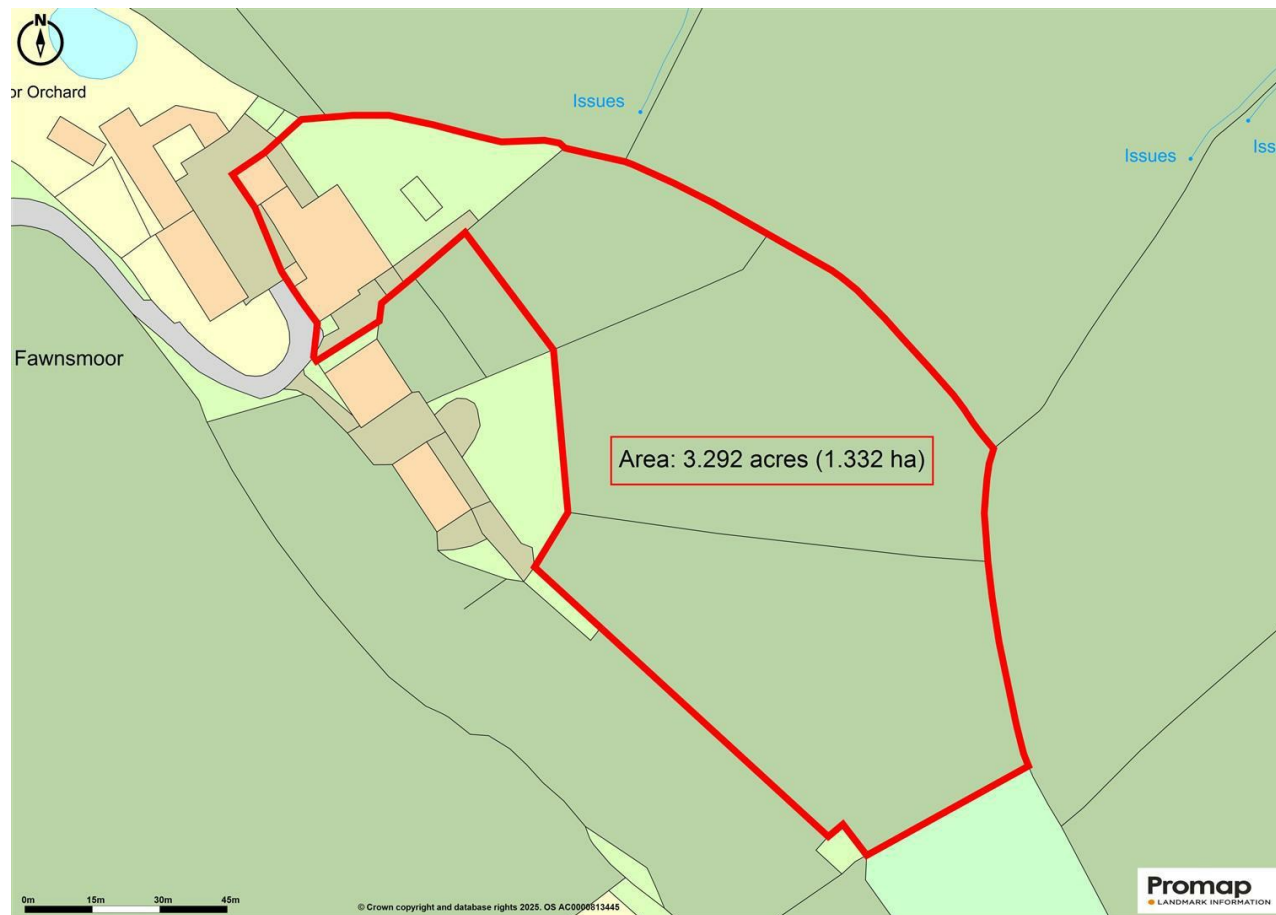 N
or Orchard
Issues
Issues
Iss
Fawnsmoor
Area: 3.292 acres (1.332 ha)
0m 15m 30m 45m
© Crown copyright and database rights 2025. OS AC0000813445
Promap
LANDMARK INFORMATION